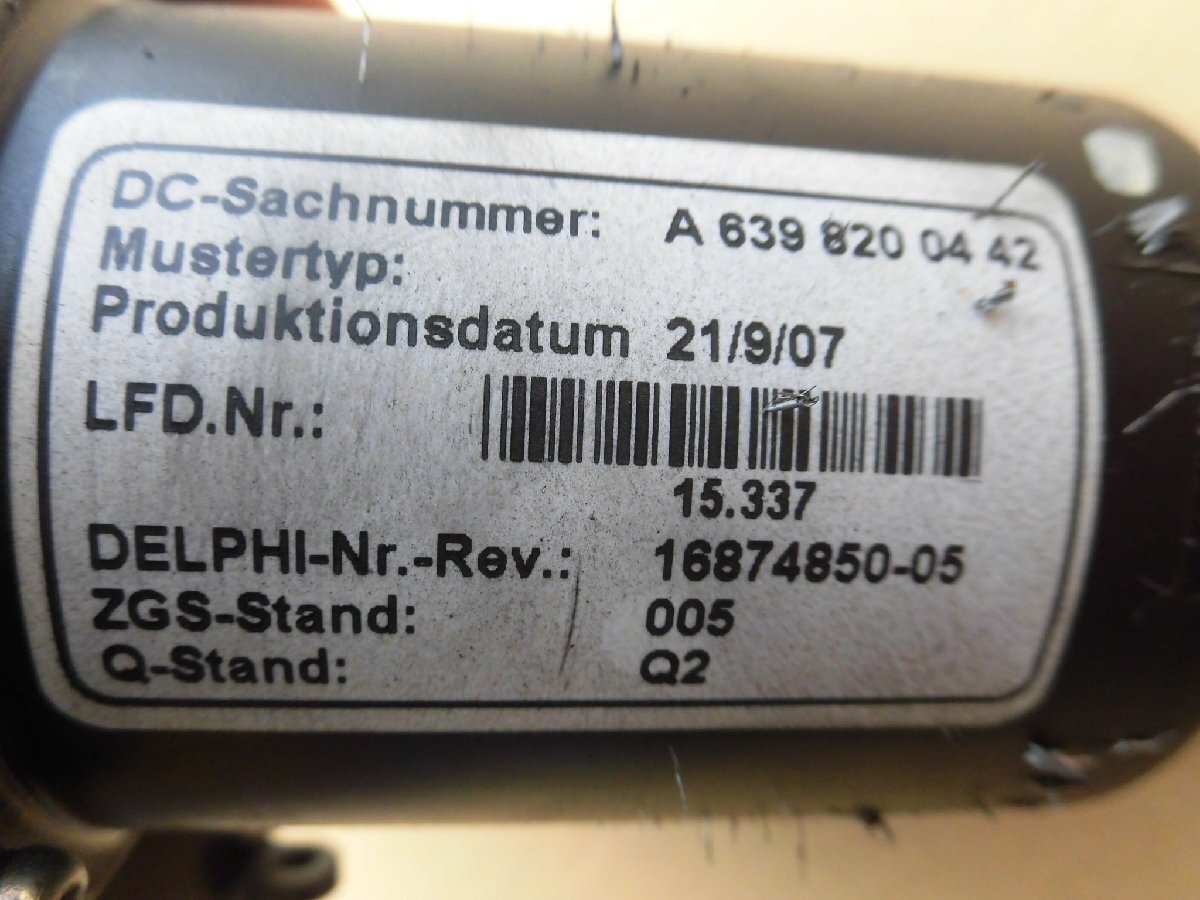 DC-Sachnummer: A 639 820 04 42
Mustertyp:
Produktionsdatum 21/9/07
LFD.Nr.:
15.337
DELPHI-Nr.-Rev.: 16874850-05
ZGS-Stand: 005
Q-Stand: Q2